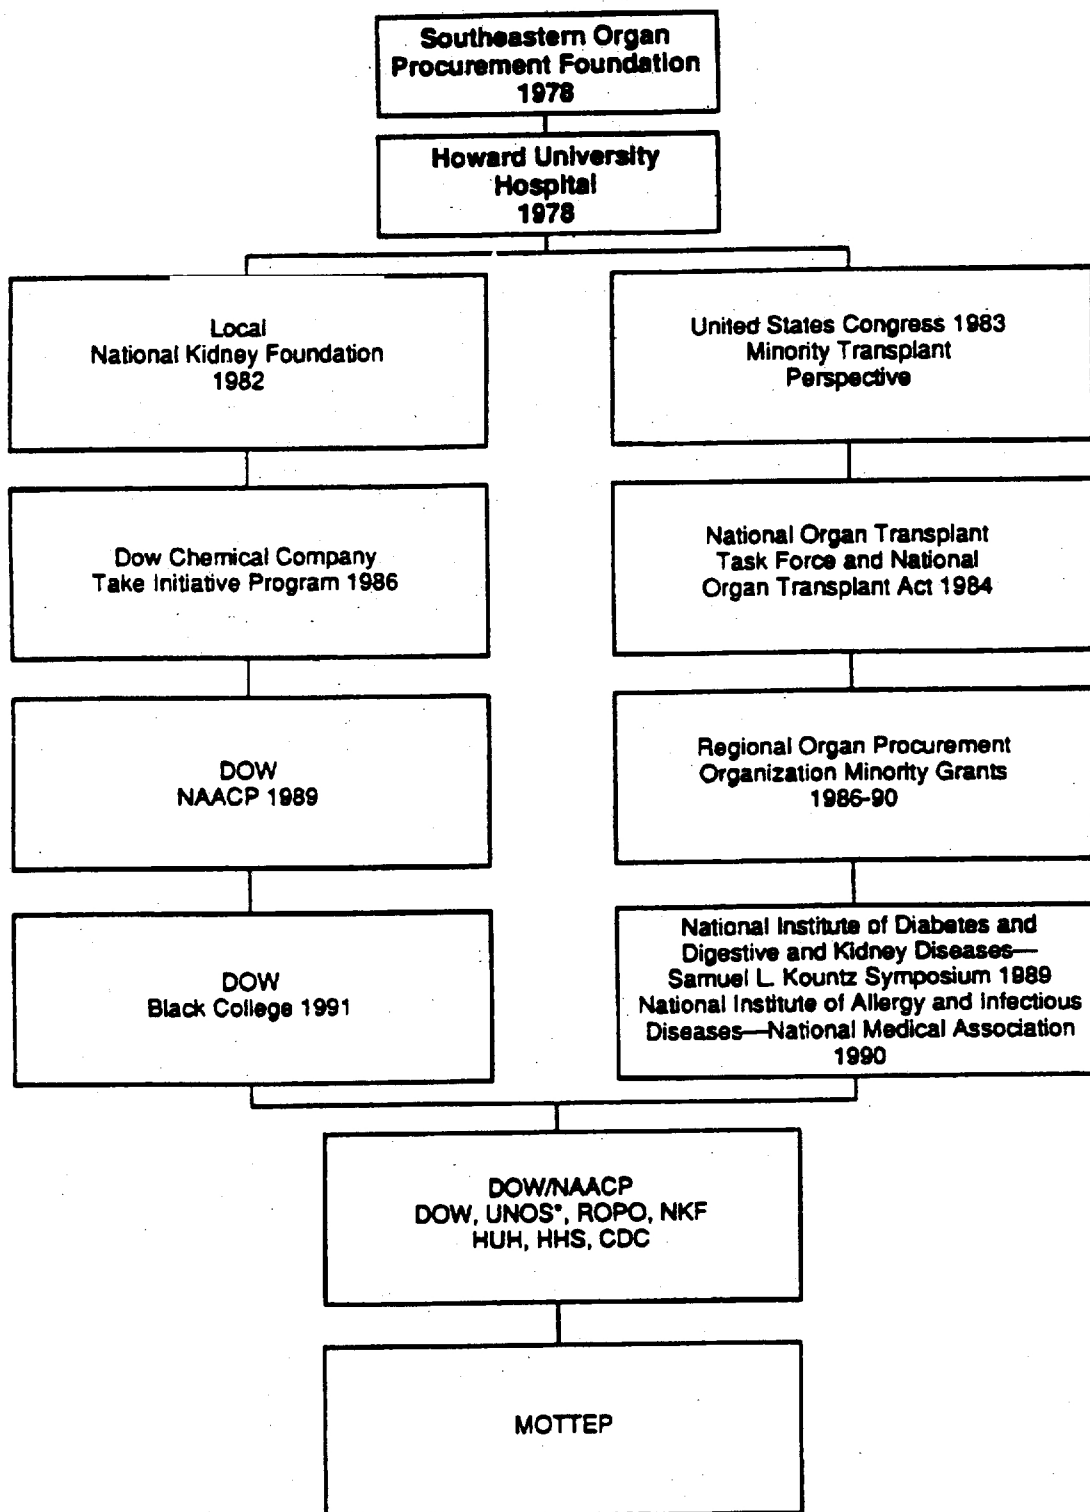 Southeastern Organ
Procurement Foundation
1978
Howard University
Hospital
1978
Local
National Kidney Foundation
1982
Dow Chemical Company
Take Initiative Program 1986
DOW
NAACP 1989
DOW
Black College 1991
United States Congress 1983
Minority Transplant
Perspective
National Organ Transplant
Task Force and National
Organ Transplant Act 1984
Regional Organ Procurement
Organization Minority Grants
1986-90
National Institute of Diabetes and
Digestive and Kidney Diseases—
Samuel L. Kountz Symposium 1989
National Institute of Allergy and Infectious
Diseases—National Medical Association
1990
DOW/NAACP
DOW, UNOS*, ROPO, NKF
HUH, HHS, CDC
MOTTEP